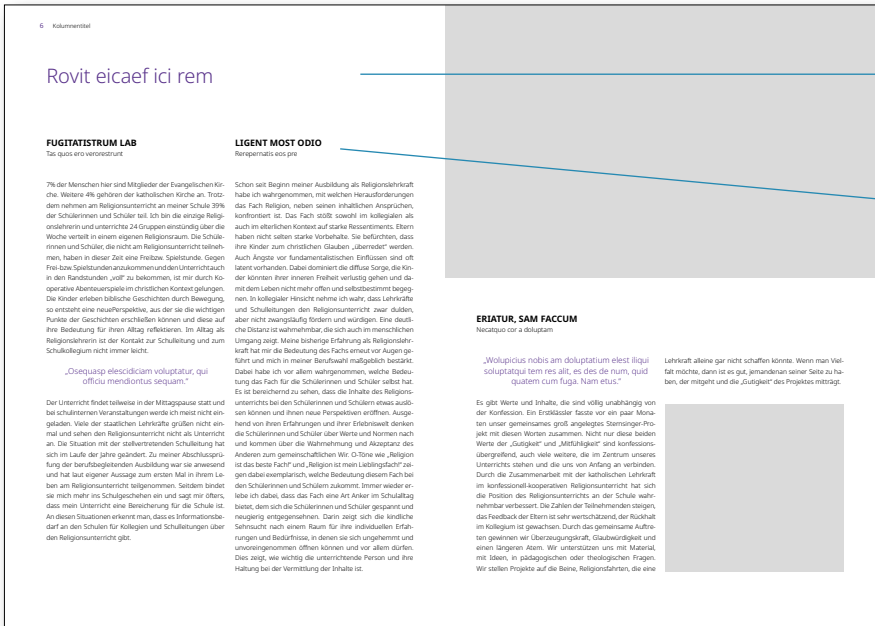 6 Kolumnentitel
Rovit eicaef ici rem
FUGITATISTRUM LAB
Tas quos ero verorestrunt
7% der Menschen hier sind Mitglieder der Evangelischen Kir-
che. Weitere 4% gehören der katholischen Kirche an. Trotz-
dem nehmen am Religionsunterricht an meiner Schule 39%
der Schülerinnen und Schüler teil. Ich bin die einzige Religi-
onslehrerin und unterrichte 24 Gruppen einstündig über die
Woche verteilt in einem eigenen Religionsraum. Die Schüle-
rinnen und Schüler, die nicht am Religionsunterricht teilneh-
men, haben in dieser Zeit eine Freibzw. Spielstunde. Gegen
Frei-bzw. Spielstunden anzukommen und den Unterricht auch
in den Randstunden „voll“ zu bekommen, ist mir durch Ko-
operative Abenteuerspiele im christlichen Kontext gelungen.
Die Kinder erleben biblische Geschichten durch Bewegung,
so entsteht eine neuePerspektive, aus der sie die wichtigen
Punkte der Geschichten erschließen können und diese auf
ihre Bedeutung für ihren Alltag reflektieren. Im Alltag als
Religionslehrerin ist der Kontakt zur Schulleitung und zum
Schulkollegium nicht immer leicht.
„Osequasp elescidiciam voluptatur, qui
officiu mendiontus sequam.“
Der Unterricht findet teilweise in der Mittagspause statt und
bei schulinternen Veranstaltungen werde ich meist nicht ein-
geladen. Viele der staatlichen Lehrkräfte grüßen nicht ein-
mal und sehen den Religionsunterricht nicht als Unterricht
an. Die Situation mit der stellvertretenden Schulleitung hat
sich im Laufe der Jahre geändert. Zu meiner Abschlussprü-
fung der berufsbegleitenden Ausbildung war sie anwesend
und hat laut eigener Aussage zum ersten Mal in ihrem Le-
ben am Religionsunterricht teilgenommen. Seitdem bindet
sie mich mehr ins Schulgeschehen ein und sagt mir öfters,
dass mein Unterricht eine Bereicherung für die Schule ist.
An diesen Situationen erkennt man, dass es Informationsbe-
darf an den Schulen für Kollegien und Schulleitungen über
den Religionsunterricht gibt.
LIGENT MOST ODIO
Rerepernatis eos pre
Schon seit Beginn meiner Ausbildung als Religionslehrkraft
habe ich wahrgenommen, mit welchen Herausforderungen
das Fach Religion, neben seinen inhaltlichen Ansprüchen,
konfrontiert ist. Das Fach stößt sowohl im kollegialen als
auch im elterlichen Kontext auf starke Ressentiments. Eltern
haben nicht selten starke Vorbehalte. Sie befürchten, dass
ihre Kinder zum christlichen Glauben „überredet“ werden.
Auch Ängste vor fundamentalistischen Einflüssen sind oft
latent vorhanden. Dabei dominiert die diffuse Sorge, die Kin-
der könnten ihrer inneren Freiheit verlustig gehen und da-
mit dem Leben nicht mehr offen und selbstbestimmt begeg-
nen. In kollegialer Hinsicht nehme ich wahr, dass Lehrkräfte
und Schulleitungen den Religionsunterricht zwar dulden,
aber nicht zwangsläufig fördern und würdigen. Eine deutli-
che Distanz ist wahrnehmbar, die sich auch im menschlichen
Umgang zeigt. Meine bisherige Erfahrung als Religionslehr-
kraft hat mir die Bedeutung des Fachs erneut vor Augen ge-
führt und mich in meiner Berufswahl maßgeblich bestärkt.
Dabei habe ich vor allem wahrgenommen, welche Bedeu-
tung das Fach für die Schülerinnen und Schüler selbst hat.
Es ist bereichernd zu sehen, dass die Inhalte des Religions-
unterrichts bei den Schülerinnen und Schülern etwas auslö-
sen können und ihnen neue Perspektiven eröffnen. Ausge-
hend von ihren Erfahrungen und ihrer Erlebniswelt denken
die Schülerinnen und Schüler über Werte und Normen nach
und kommen über die Wahrnehmung und Akzeptanz des
Anderen zum gemeinschaftlichen Wir. O-Töne wie „Religion
ist das beste Fach!“ und „Religion ist mein Lieblingsfach!“ zei-
gen dabei exemplarisch, welche Bedeutung diesem Fach bei
den Schülerinnen und Schülern zukommt. Immer wieder er-
lebe ich dabei, dass das Fach eine Art Anker im Schulalltag
bietet, dem sich die Schülerinnen und Schüler gespannt und
neugierig entgegensehnen. Darin zeigt sich die kindliche
Sehnsucht nach einem Raum für ihre individuellen Erfah-
rungen und Bedürfnisse, in denen sie sich ungehemmt und
unvoreingenommen öffnen können und vor allem dürfen.
Dies zeigt, wie wichtig die unterrichtende Person und ihre
Haltung bei der Vermittlung der Inhalte ist.
ERIATUR, SAM FACCUM
Necatquo cor a doluptam
„Wolupicius nobis am doluptatium elest iliqui
soluptatqui tem res alit, es des de num, quid
quatem cum fuga. Nam etus.“
Es gibt Werte und Inhalte, die sind völlig unabhängig von
der Konfession. Ein Erstklässler fasste vor ein paar Mona-
ten unser gemeinsames groß angelegtes Sternsinger-Pro-
jekt mit diesen Worten zusammen. Nicht nur diese beiden
Werte der „Gutigkeit“ und „Mitfühligkeit“ sind konfessions-
übergreifend, auch viele weitere, die im Zentrum unseres
Unterrichts stehen und die uns von Anfang an verbinden.
Durch die Zusammenarbeit mit der katholischen Lehrkraft
im konfessionell-kooperativen Religionsunterricht hat sich
die Position des Religionsunterrichts an der Schule wahr-
nehmbar verbessert. Die Zahlen der Teilnehmenden steigen,
das Feedback der Eltern ist sehr wertschätzend, der Rückhalt
im Kollegium ist gewachsen. Durch das gemeinsame Auftre-
ten gewinnen wir Überzeugungskraft, Glaubwürdigkeit und
einen längeren Atem. Wir unterstützen uns mit Material,
mit Ideen, in pädagogischen oder theologischen Fragen.
Wir stellen Projekte auf die Beine, Religionsfahrten, die eine
Lehrkraft alleine gar nicht schaffen könnte. Wenn man Viel-
falt möchte, dann ist es gut, jemandenan seiner Seite zu ha-
ben, der mitgeht und die „Gutigkeit“ des Projektes mitträgt.